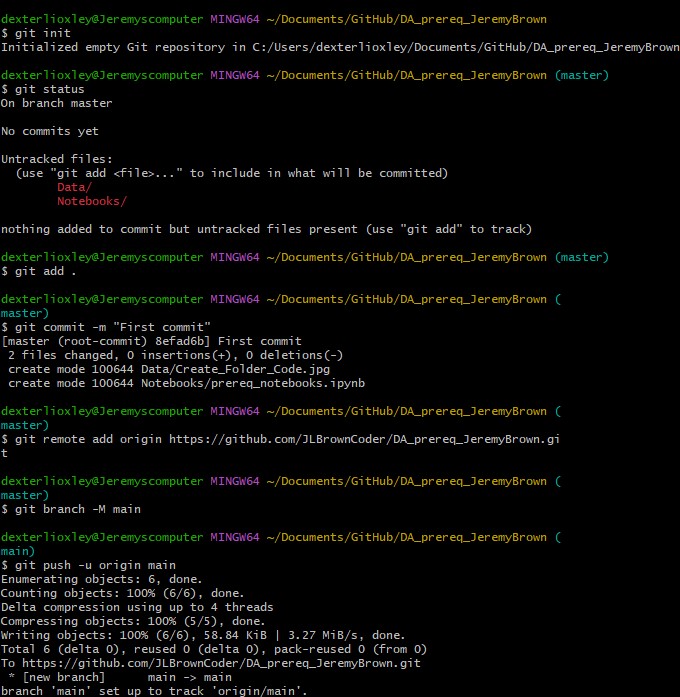 dexterlioxley@Jeremyscomputer MINGW64 ~/Documents/GitHub/DA_prereq_JeremyBrown
$ git init
Initialized empty Git repository in C:/Users/dexterlioxley/Documents/GitHub/DA_prereq_JeremyBrown
dexterlioxley@Jeremyscomputer MINGW64 ~/Documents/GitHub/DA_prereq_JeremyBrown (master)
$ git status
On branch master
No commits yet
Untracked files:
  (use "git add <file>..." to include in what will be committed)
        Data/
        Notebooks/
nothing added to commit but untracked files present (use "git add" to track)
dexterlioxley@Jeremyscomputer MINGW64 ~/Documents/GitHub/DA_prereq_JeremyBrown (master)
$ git add .
dexterlioxley@Jeremyscomputer MINGW64 ~/Documents/GitHub/DA_prereq_JeremyBrown (
master)
$ git commit -m "First commit"
[master (root-commit) 8efad6b] First commit
 2 files changed, 0 insertions(+), 0 deletions(-)
 create mode 100644 Data/Create_Folder_Code.jpg
 create mode 100644 Notebooks/prereq_notebooks.ipynb
dexterlioxley@Jeremyscomputer MINGW64 ~/Documents/GitHub/DA_prereq_JeremyBrown (
master)
$ git remote add origin https://github.com/JLBrownCoder/DA_prereq_JeremyBrown.gi
t
dexterlioxley@Jeremyscomputer MINGW64 ~/Documents/GitHub/DA_prereq_JeremyBrown (
master)
$ git branch -M main
dexterlioxley@Jeremyscomputer MINGW64 ~/Documents/GitHub/DA_prereq_JeremyBrown (
main)
$ git push -u origin main
Enumerating objects: 6, done.
Counting objects: 100% (6/6), done.
Delta compression using up to 4 threads
Compressing objects: 100% (5/5), done.
Writing objects: 100% (6/6), 58.84 KiB | 3.27 MiB/s, done.
Total 6 (delta 0), reused 0 (delta 0), pack-reused 0 (from 0)
To https://github.com/JLBrownCoder/DA_prereq_JeremyBrown.git
 * [new branch]      main -> main
branch 'main' set up to track 'origin/main'.